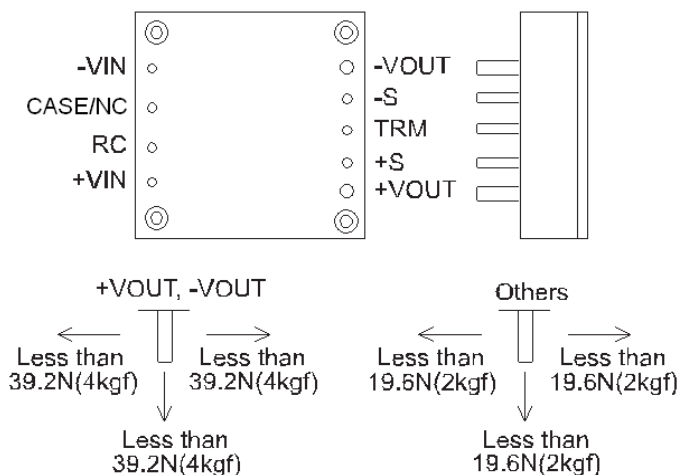 -VIN
CASE/NC
RC
+VIN
-VOUT
-S
TRM
+S
+VOUT
+VOUT, -VOUT
Less than
39.2N(4kgf)
Less than
39.2N(4kgf)
Less than
39.2N(4kgf)
Others
Less than
19.6N(2kgf)
Less than
19.6N(2kgf)
Less than
19.6N(2kgf)